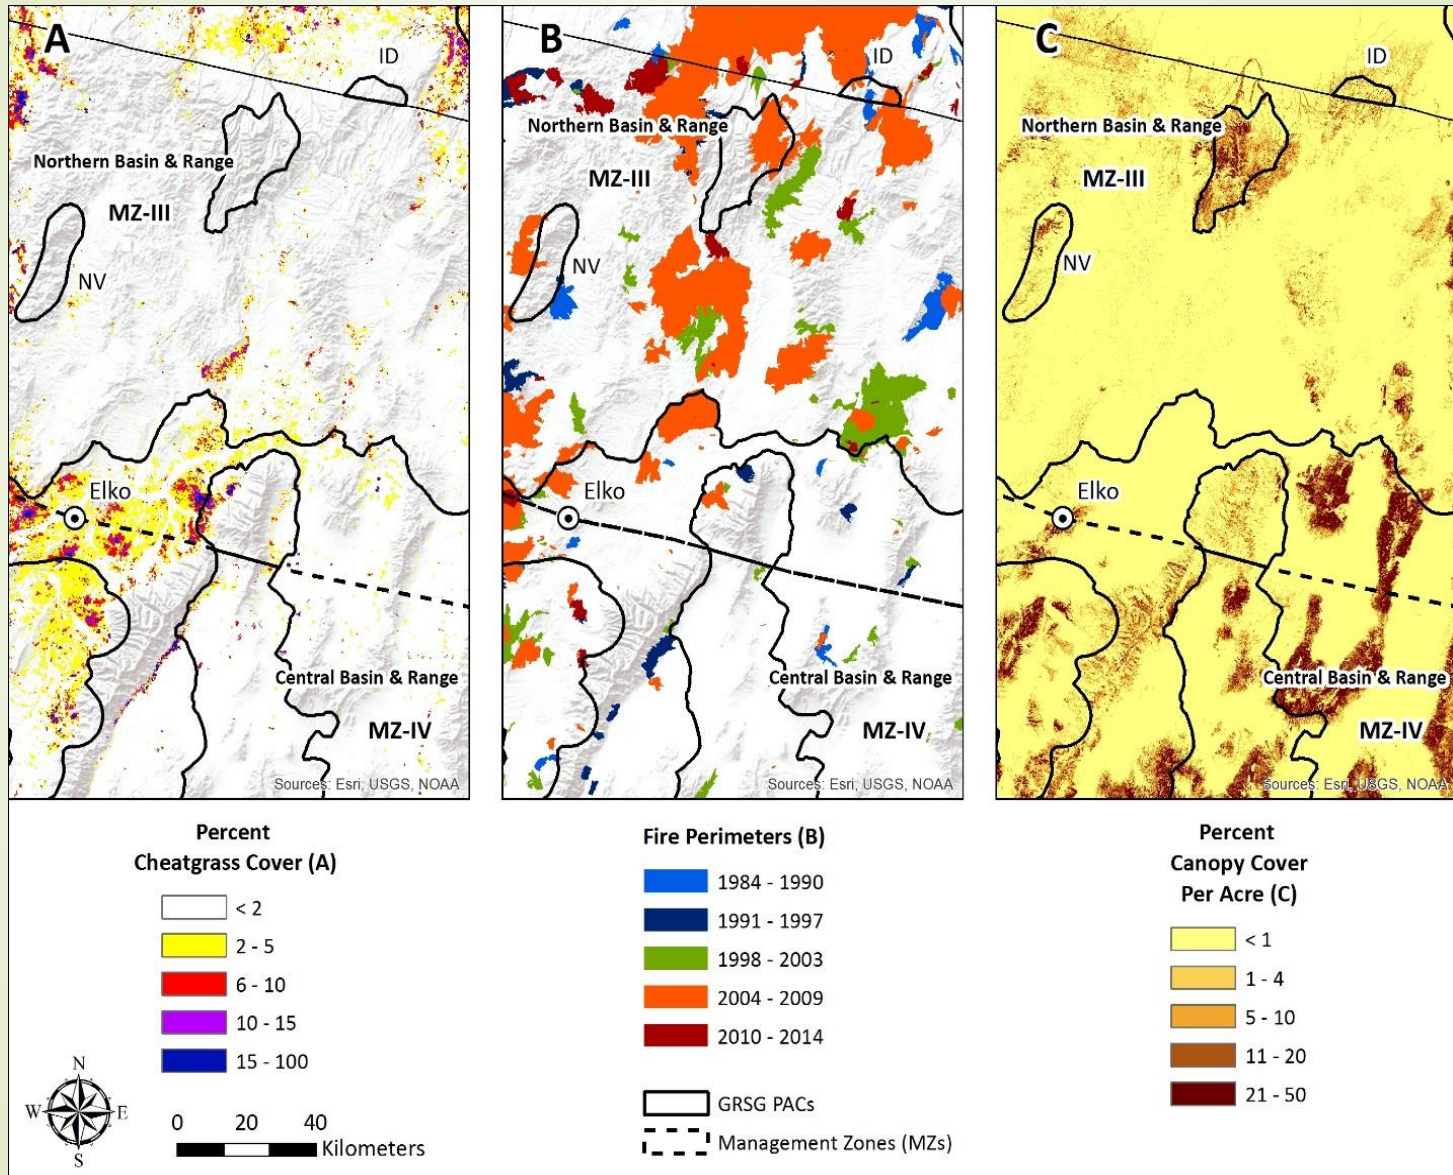 A
ID
Northern Basin & Range
MZ-III
NV
Elko
Central Basin & Range
MZ-IV
Sources: Esri, USGS, NOAA
B
ID
Northern Basin & Range
MZ-III
NV
Elko
Central Basin & Range
MZ-IV
Sources: Esri, USGS, NOAA
C
ID
Northern Basin & Range
MZ-III
NV
Elko
Central Basin & Range
MZ-IV
Sources: Esri, USGS, NOAA
Percent
Cheatgrass Cover (A)
< 2
2 - 5
6 - 10
10 - 15
15 - 100
N
W E
S
0 20 40
Kilometers
Fire Perimeters (B)
1984 - 1990
1991 - 1997
1998 - 2003
2004 - 2009
2010 - 2014
GRSG PACs
Management Zones (MZs)
Percent
Canopy Cover
Per Acre (C)
< 1
1 - 4
5 - 10
11 - 20
21 - 50